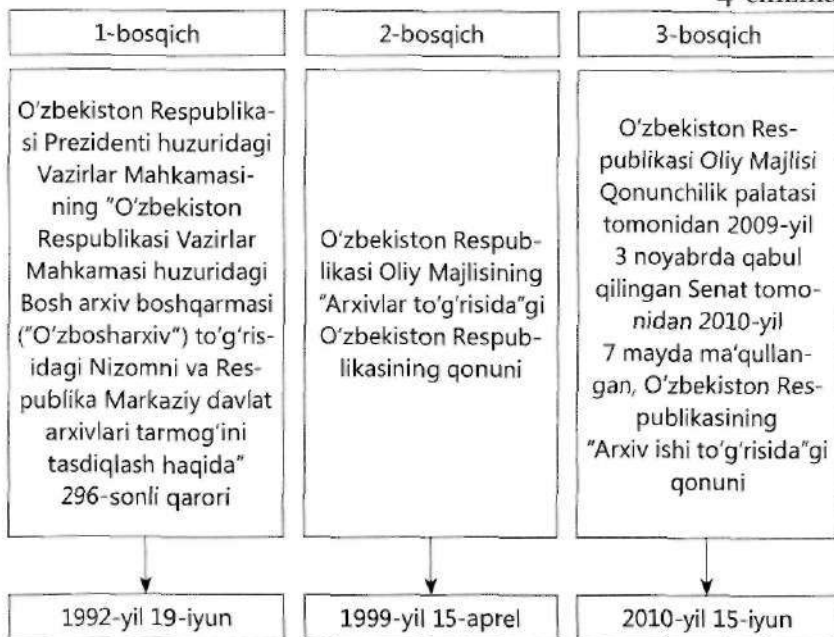 1-bosqich
O'zbekiston Respublika-
si Prezidenti huzuridagi
Vazirlar Mahkamasi-
ning "O'zbekiston
Respublikasi Vazirlar
Mahkamasi huzuridagi
Bosh arxiv boshqarmasi
("O'zbosharxiv") to'g'ris-
idagi Nizomni va Res-
publika Markaziy davlat
arxivlari tarmog'ini
tasdiqlash haqida"
296-sonli qarori
1992-yil 19-iyun
2-bosqich
O'zbekiston Respub-
likasi Oliy Majlisining
"Arxivlar to'g'risida"gi
O'zbekiston Respub-
likasining qonuni
1999-yil 15-aprel
3-bosqich
O'zbekiston Res-
publikasi Oliy Majlisi
Qonunchilik palatasi
tomonidan 2009-yil
3 noyabrda qabul
qilingan Senat tomo-
nidan 2010-yil
7 mayda ma'qullan-
gan, O'zbekiston Res-
publikasining
"Arxiv ishi to'g'risida"gi
qonuni
2010-yil 15-iyun